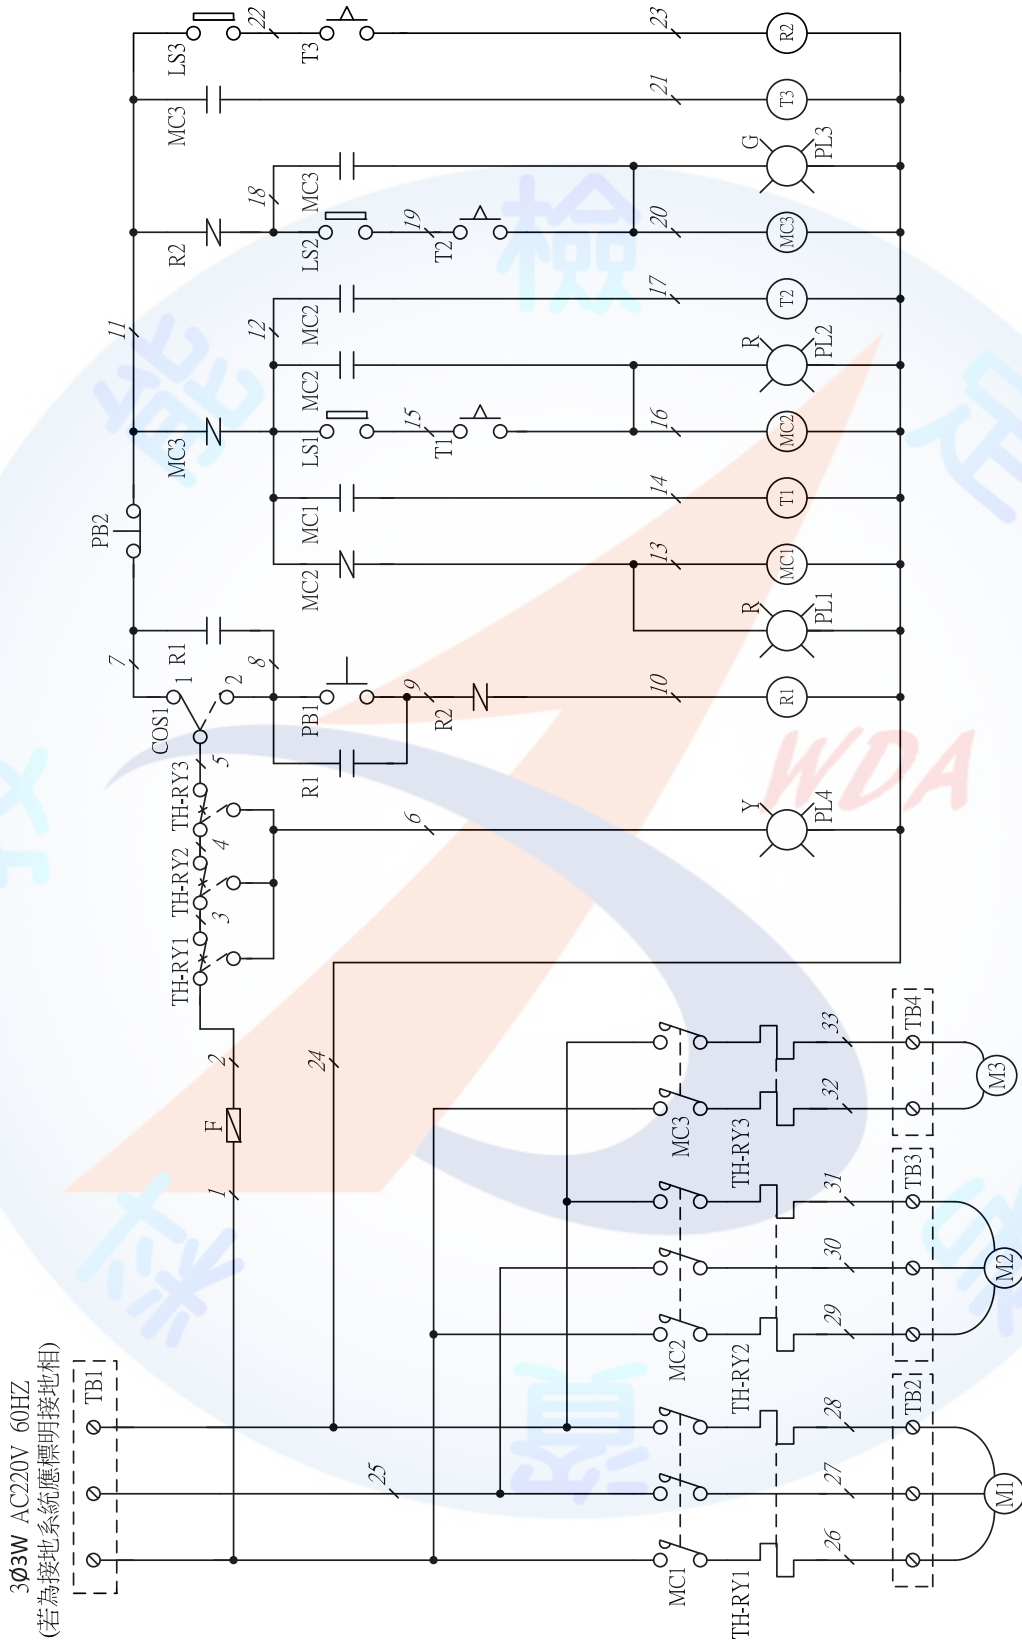 3Ø3W AC220V 60HZ
(若為接地系統應標明接地相)
TB1
1
F
2
24
25
TH-RY1
3
TH-RY2
4
TH-RY3
5
COS1
1
2
6
7
R1
8
PB2
11
R1
PB1
9
R2
10
MC3
R2
MC3
LS3
22
T3
23
21
MC2
13
MC1
14
LS1
15
T1
16
MC2
12
MC2
17
LS2
19
T2
20
18
MC3
Y
PL4
R1
R
PL1
MC1
T1
MC2
R
PL2
T2
MC3
G
PL3
T3
R2
MC1
TH-RY1
26
27
28
TB2
M1
MC2
TH-RY2
29
30
31
TB3
M2
MC3
TH-RY3
32
33
TB4
M3
WDA
能
檢
足